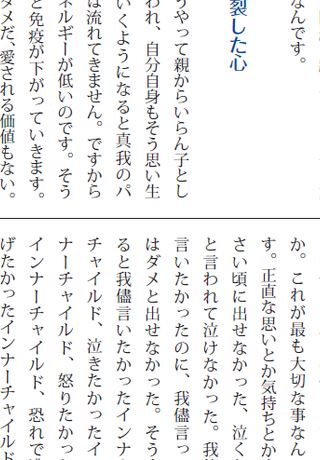 なんです。
裂した心
うやって親からいらん子とし
われ、自分自身もそう思い生
いくようになると真我のパ
は流れてきません。ですから
ネルギーが低いのです。そう
と免疫が下がっていきます。
ダメだ、愛される価値もない。
か。これが最も大切な事なん
す。正直な思いとか気持ちとか
さい頃に出せなかった、泣く
と言われて泣けなかった。我
言いたかったのに、我儘言っ
はダメと出せなかった。そう
ると我儘言いたかったインナ
チャイルド、泣きたかったイ
ナーチャイルド、怒りたかっ
インナーチャイルド、恐れで
げたかったインナーチャイルド